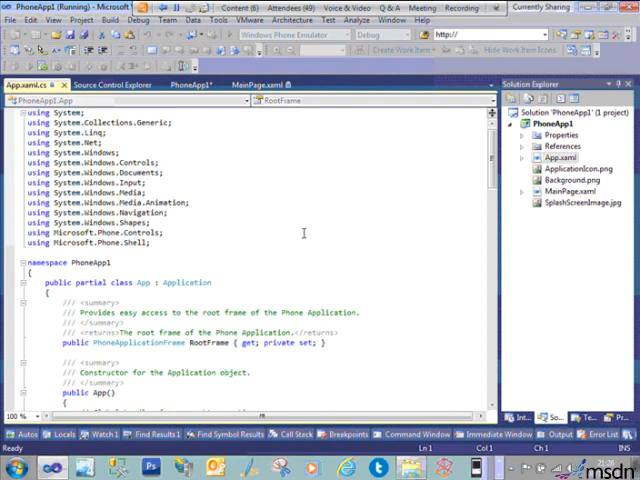 PhoneApp1 (Running) - Microsoft
Content (6) Attendees (49) Voice & Video Q & A Meeting Recording
Currently Sharing
File Edit View Project Build Debug Team Data Tools VMware Architecture Test Analyze Window Help
Windows Phone Emulator Debug http://
Create Work Item Hide Work Item Icons
App.xaml.cs Source Control Explorer PhoneApp1* MainPage.xaml
PhoneApp1.App RootFrame
using System;
using System.Collections.Generic;
using System.Linq;
using System.Net;
using System.Windows;
using System.Windows.Controls;
using System.Windows.Documents;
using System.Windows.Input;
using System.Windows.Media;
using System.Windows.Media.Animation;
using System.Windows.Navigation;
using System.Windows.Shapes;
using Microsoft.Phone.Controls;
using Microsoft.Phone.Shell;
namespace PhoneApp1
{
public partial class App : Application
{
/// <summary>
/// Provides easy access to the root frame of the Phone Application.
/// </summary>
/// <returns>The root frame of the Phone Application.</returns>
public PhoneApplicationFrame RootFrame { get; private set; }
/// <summary>
/// Constructor for the Application object.
/// </summary>
public App()
{
100 %
Solution Explorer
Solution 'PhoneApp1' (1 project)
PhoneApp1
Properties
References
App.xaml
ApplicationIcon.png
Background.png
MainPage.xaml
SplashScreenImage.jpg
Int... So... Te... Pr...
Autos Locals Watch 1 Find Results 1 Find Symbol Results Call Stack Breakpoints Command Window Immediate Window Output Error List
Ready Ln 1 Col 1 Ch 1 INS
21:26
msdn